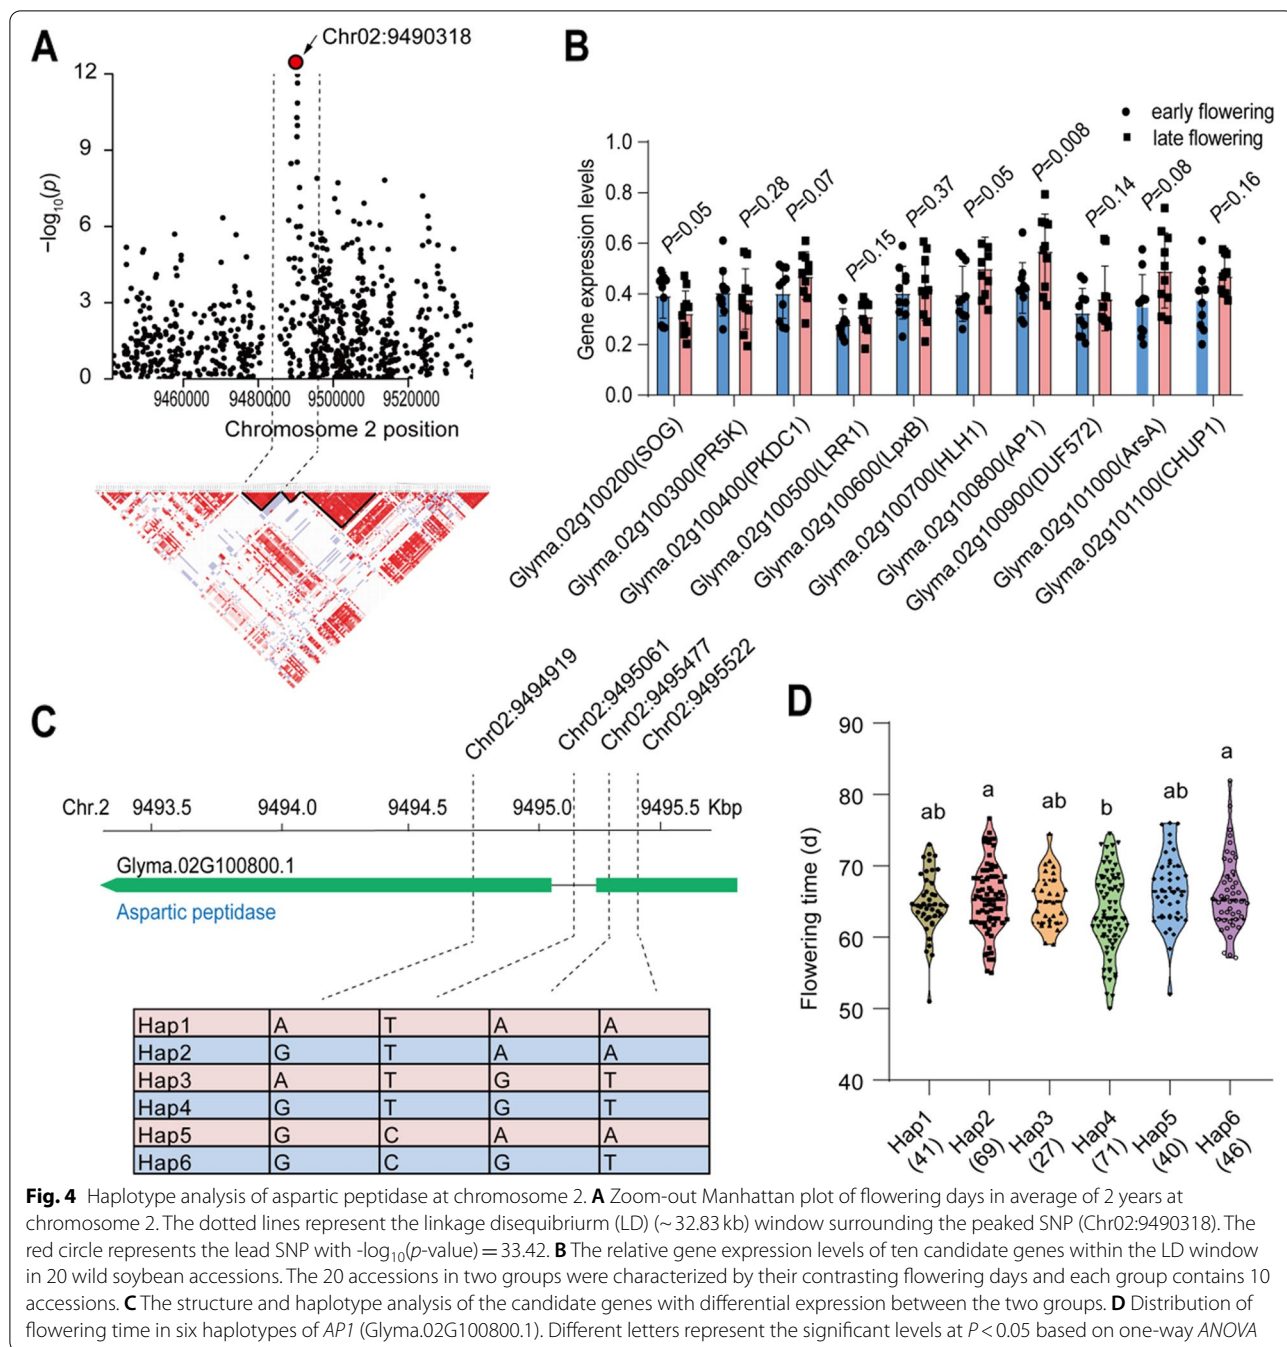 A
Chr02:9490318
12
9
6
3
0
−log10(p)
9460000 9480000 9500000 9520000
Chromosome 2 position
B
early flowering
late flowering
1.0
0.8
0.6
0.4
0.2
0.0
Gene expression levels
P=0.05
P=0.28
P=0.07
P=0.15
P=0.37
P=0.05
P=0.008
P=0.14
P=0.08
P=0.16
Glyma.02g100200(SOG)
Glyma.02g100300(PR5K)
Glyma.02g100400(PKDC1)
Glyma.02g100500(LRR1)
Glyma.02g100600(LpxB)
Glyma.02g100700(HLH1)
Glyma.02g100800(AP1)
Glyma.02g100900(DUF572)
Glyma.02g101000(ArsA)
Glyma.02g101100(CHUP1)
C
Chr02:9494919
Chr02:9495061
Chr02:9495477
Chr02:9495522
Chr.2 9493.5 9494.0 9494.5 9495.0 9495.5 Kbp
Glyma.02G100800.1
Aspartic peptidase
Hap1 A T A A
Hap2 G T A A
Hap3 A T G T
Hap4 G T G T
Hap5 G C A A
Hap6 G C G T
D
90
80
70
60
50
40
Flowering time (d)
ab a ab b ab a
Hap1 (41)
Hap2 (69)
Hap3 (27)
Hap4 (71)
Hap5 (40)
Hap6 (46)
Fig. 4 Haplotype analysis of aspartic peptidase at chromosome 2. A Zoom-out Manhattan plot of flowering days in average of 2 years at
chromosome 2. The dotted lines represent the linkage disequibriurm (LD) (~ 32.83 kb) window surrounding the peaked SNP (Chr02:9490318). The
red circle represents the lead SNP with -log10(p-value) = 33.42. B The relative gene expression levels of ten candidate genes within the LD window
in 20 wild soybean accessions. The 20 accessions in two groups were characterized by their contrasting flowering days and each group contains 10
accessions. C The structure and haplotype analysis of the candidate genes with differential expression between the two groups. D Distribution of
flowering time in six haplotypes of AP1 (Glyma.02G100800.1). Different letters represent the significant levels at P < 0.05 based on one-way ANOVA